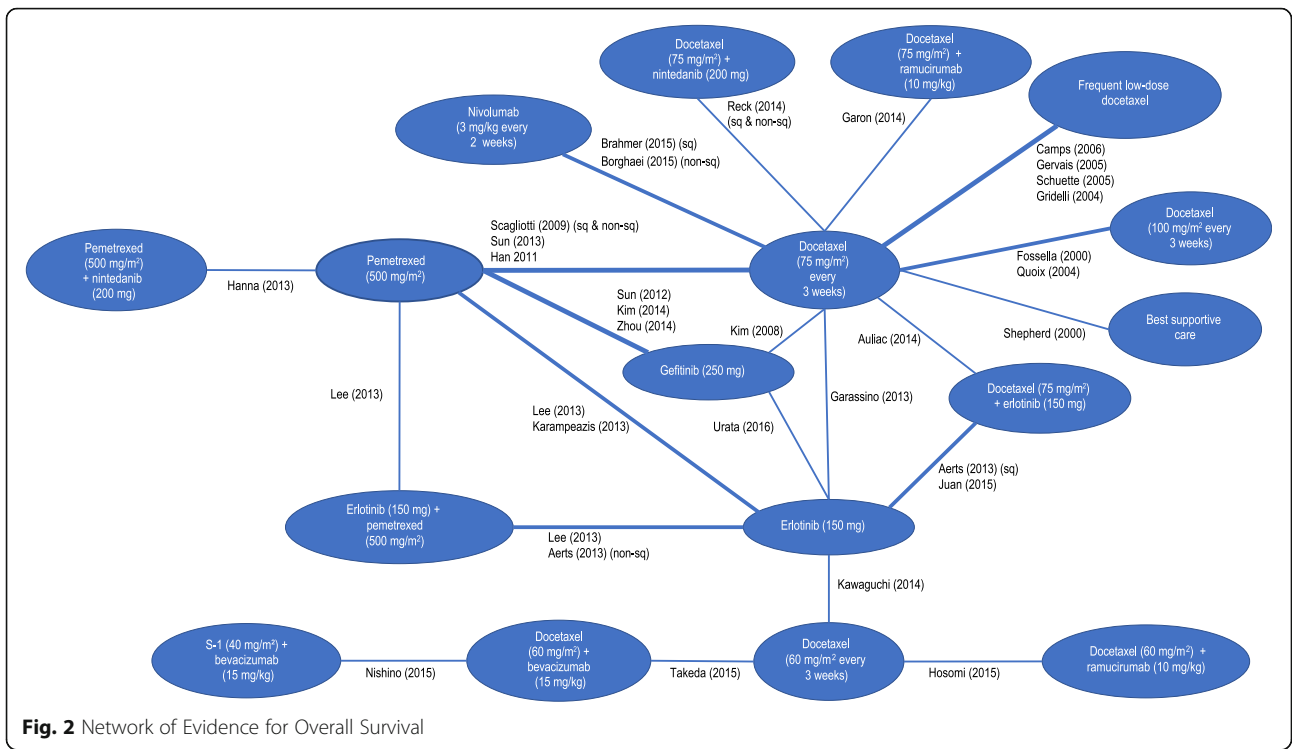 Docetaxel
(75 mg/m²) +
nintedanib (200 mg)
Docetaxel
(75 mg/m²) +
ramucirumab
(10 mg/kg)
Frequent low-dose
docetaxel
Nivolumab
(3 mg/kg every
2 weeks)
Reck (2014)
(sq & non-sq)
Garon (2014)
Brahmer (2015) (sq)
Borghaei (2015) (non-sq)
Camps (2006)
Gervais (2005)
Schuette (2005)
Gridelli (2004)
Docetaxel
(100 mg/m² every
3 weeks)
Pemetrexed
(500 mg/m²)
+ nintedanib
(200 mg)
Hanna (2013)
Pemetrexed
(500 mg/m²)
Scagliotti (2009) (sq & non-sq)
Sun (2013)
Han 2011
Docetaxel
(75 mg/m²)
every
3 weeks)
Fossella (2000)
Quoix (2004)
Sun (2012)
Kim (2014)
Zhou (2014)
Kim (2008)
Auliac (2014)
Shepherd (2000)
Best supportive
care
Gefitinib (250 mg)
Lee (2013)
Lee (2013)
Karampeazis (2013)
Urata (2016)
Garassino (2013)
Docetaxel (75 mg/m²)
+ erlotinib (150 mg)
Aerts (2013) (sq)
Juan (2015)
Erlotinib (150 mg) +
pemetrexed
(500 mg/m²)
Lee (2013)
Aerts (2013) (non-sq)
Erlotinib (150 mg)
Kawaguchi (2014)
S-1 (40 mg/m²) +
bevacizumab
(15 mg/kg)
Nishino (2015)
Docetaxel
(60 mg/m²) +
bevacizumab
(15 mg/kg)
Takeda (2015)
Docetaxel
(60 mg/m² every
3 weeks)
Hosomi (2015)
Docetaxel (60 mg/m²) +
ramucirumab (10 mg/kg)
Fig. 2 Network of Evidence for Overall Survival